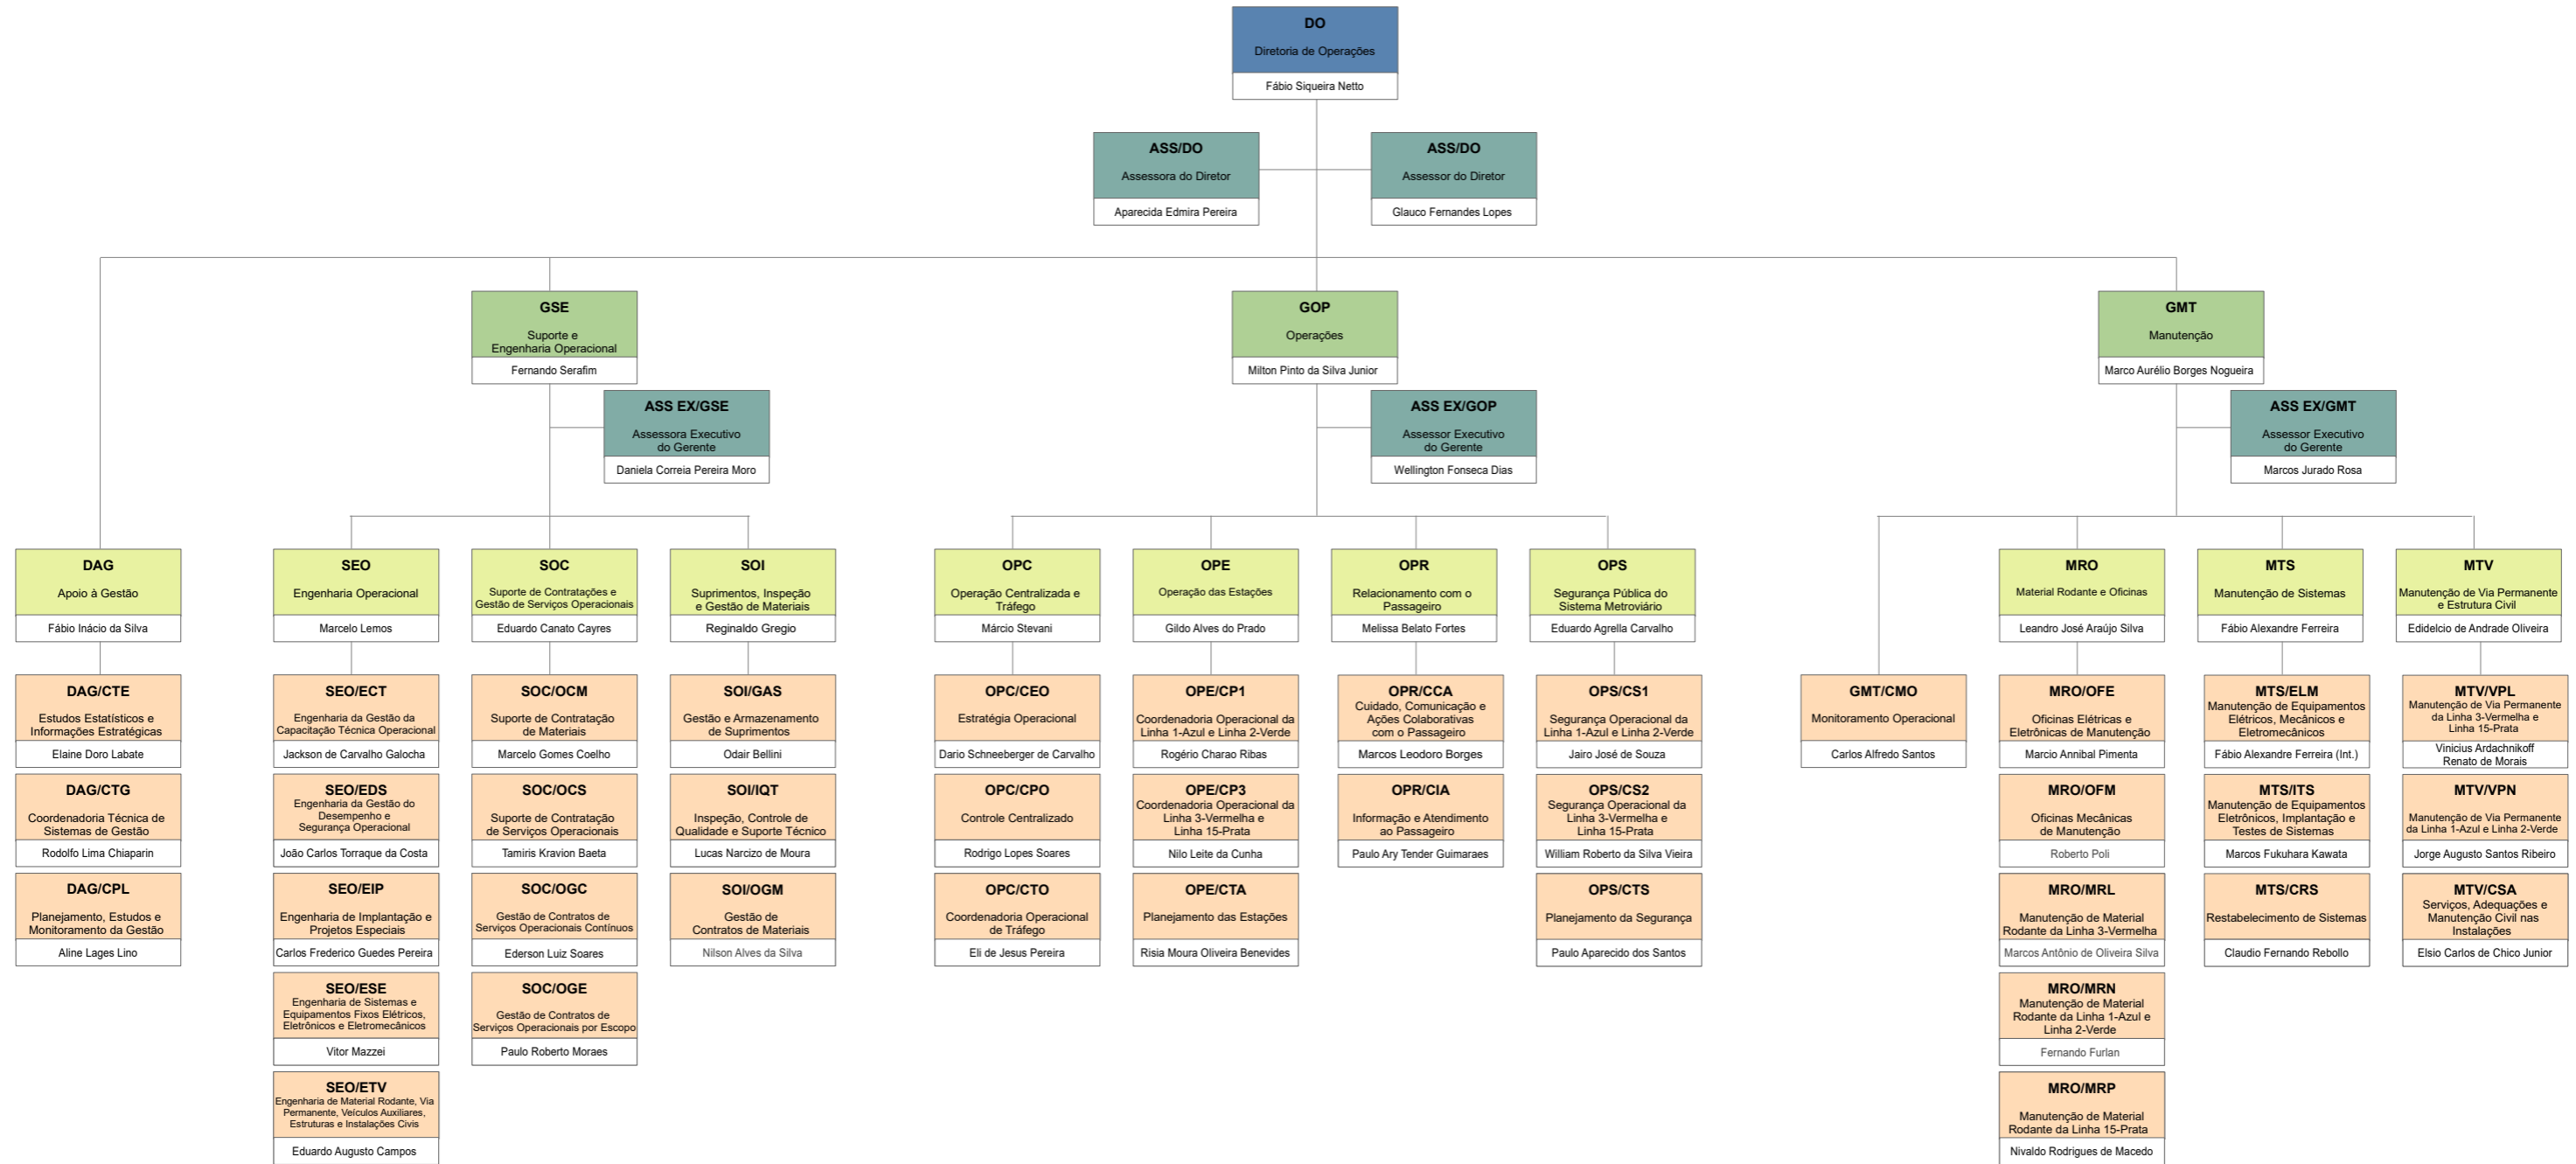 DO
Diretoria de Operações
Fábio Siqueira Netto
ASS/DO
Assessora do Diretor
Aparecida Edmira Pereira
ASS/DO
Assessor do Diretor
Glauco Fernandes Lopes
GSE
Suporte e
Engenharia Operacional
Fernando Serafim
GOP
Operações
Milton Pinto da Silva Junior
GMT
Manutenção
Marco Aurélio Borges Nogueira
ASS EX/GSE
Assessora Executivo
do Gerente
Daniela Correia Pereira Moro
ASS EX/GOP
Assessor Executivo
do Gerente
Wellington Fonseca Dias
ASS EX/GMT
Assessor Executivo
do Gerente
Marcos Jurado Rosa
DAG
Apoio à Gestão
Fábio Inácio da Silva
DAG/CTE
Estudos Estatísticos e
Informações Estratégicas
Elaine Doro Labate
DAG/CTG
Coordenadoria Técnica de
Sistemas de Gestão
Rodolfo Lima Chiaparin
DAG/CPL
Planejamento, Estudos e
Monitoramento da Gestão
Aline Lages Lino
SEO
Engenharia Operacional
Marcelo Lemos
SEO/ECT
Engenharia da Gestão da
Capacitação Técnica Operacional
Jackson de Carvalho Galocha
SEO/EDS
Engenharia da Gestão do
Desempenho e
Segurança Operacional
João Carlos Torraque da Costa
SEO/EIP
Engenharia de Implantação e
Projetos Especiais
Carlos Frederico Guedes Pereira
SEO/ESE
Engenharia de Sistemas e
Equipamentos Fixos Elétricos,
Eletrônicos e Eletromecânicos
Vitor Mazzei
SEO/ETV
Engenharia de Material Rodante, Via
Permanente, Veículos Auxiliares,
Estruturas e Instalações Civis
Eduardo Augusto Campos
SOC
Suporte de Contratações e
Gestão de Serviços Operacionais
Eduardo Canato Cayres
SOC/OCM
Suporte de Contratação
de Materiais
Marcelo Gomes Coelho
SOC/OCS
Suporte de Contratação
de Serviços Operacionais
Tamiris Kravion Baeta
SOC/OGC
Gestão de Contratos de
Serviços Operacionais Contínuos
Ederson Luiz Soares
SOC/OGE
Gestão de Contratos de
Serviços Operacionais por Escopo
Paulo Roberto Moraes
SOI
Suprimentos, Inspeção
e Gestão de Materiais
Reginaldo Gregio
SOI/GAS
Gestão e Armazenamento
de Suprimentos
Odair Bellini
SOI/IQT
Inspeção, Controle de
Qualidade e Suporte Técnico
Lucas Narcizo de Moura
SOI/OGM
Gestão de
Contratos de Materiais
Nilson Alves da Silva
OPC
Operação Centralizada e
Tráfego
Márcio Stevani
OPC/CEO
Estratégia Operacional
Dario Schneeberger de Carvalho
OPC/CPO
Controle Centralizado
Rodrigo Lopes Soares
OPC/CTO
Coordenadoria Operacional
de Tráfego
Eli de Jesus Pereira
OPE
Operação das Estações
Gildo Alves do Prado
OPE/CP1
Coordenadoria Operacional da
Linha 1-Azul e Linha 2-Verde
Rogério Charao Ribas
OPE/CP3
Coordenadoria Operacional da
Linha 3-Vermelha e
Linha 15-Prata
Nilo Leite da Cunha
OPE/CTA
Planejamento das Estações
Risia Moura Oliveira Benevides
OPR
Relacionamento com o
Passageiro
Melissa Belato Fortes
OPR/CCA
Cuidado, Comunicação e
Ações Colaborativas
com o Passageiro
Marcos Leodoro Borges
OPR/CIA
Informação e Atendimento
ao Passageiro
Paulo Ary Tender Guimaraes
OPS
Segurança Pública do
Sistema Metroviário
Eduardo Agrella Carvalho
OPS/CS1
Segurança Operacional da
Linha 1-Azul e Linha 2-Verde
Jairo José de Souza
OPS/CS2
Segurança Operacional da
Linha 3-Vermelha e
Linha 15-Prata
William Roberto da Silva Vieira
OPS/CTS
Planejamento da Segurança
Paulo Aparecido dos Santos
GMT/CMO
Monitoramento Operacional
Carlos Alfredo Santos
MRO
Material Rodante e Oficinas
Leandro José Araújo Silva
MRO/OFE
Oficinas Elétricas e
Eletrônicas de Manutenção
Marcio Annibal Pimenta
MRO/OFM
Oficinas Mecânicas
de Manutenção
Roberto Poli
MRO/MRL
Manutenção de Material
Rodante da Linha 3-Vermelha
Marcos Antônio de Oliveira Silva
MRO/MRN
Manutenção de Material
Rodante da Linha 1-Azul e
Linha 2-Verde
Fernando Furlan
MRO/MRP
Manutenção de Material
Rodante da Linha 15-Prata
Nivaldo Rodrigues de Macedo
MTS
Manutenção de Sistemas
Fábio Alexandre Ferreira
MTS/ELM
Manutenção de Equipamentos
Elétricos, Mecânicos e
Eletromecânicos
Fábio Alexandre Ferreira (Int.)
MTS/ITS
Manutenção de Equipamentos
Eletrônicos, Implantação e
Testes de Sistemas
Marcos Fukuhara Kawata
MTS/CRS
Restabelecimento de Sistemas
Claudio Fernando Rebollo
MTV
Manutenção de Via Permanente
e Estrutura Civil
Edidelcio de Andrade Oliveira
MTV/VPL
Manutenção de Via Permanente
da Linha 3-Vermelha e
Linha 15-Prata
Vinicius Ardachnikoff
Renato de Morais
MTV/VPN
Manutenção de Via Permanente
da Linha 1-Azul e Linha 2-Verde
Jorge Augusto Santos Ribeiro
MTV/CSA
Serviços, Adequações e
Manutenção Civil nas
Instalações
Elsio Carlos de Chico Junior